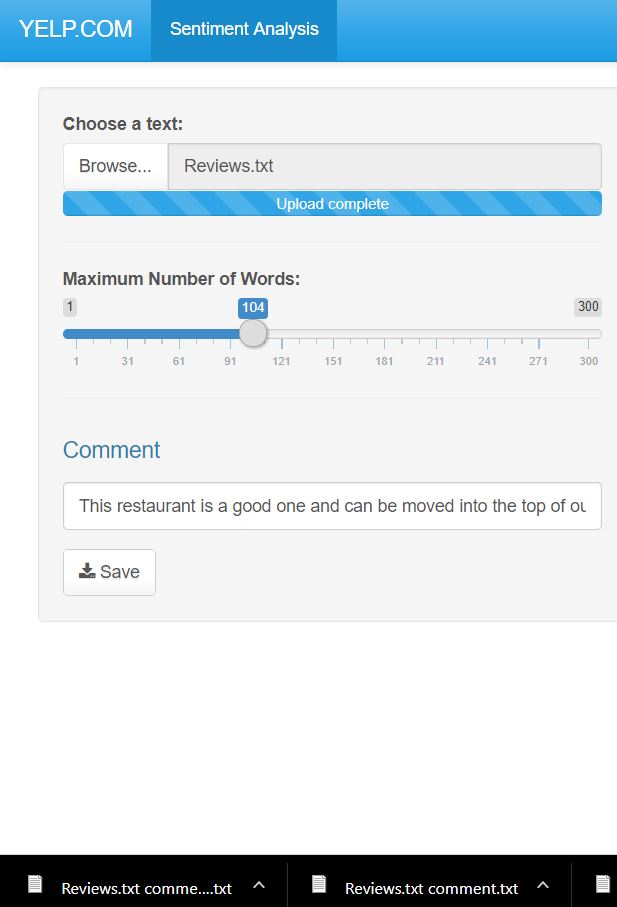 YELP.COM Sentiment Analysis
Choose a text:
Browse... Reviews.txt
Upload complete
Maximum Number of Words:
1 104 300
1 31 61 91 121 151 181 211 241 271 300
Comment
This restaurant is a good one and can be moved into the top of ou
Save
Reviews.txt comme....txt Reviews.txt comment.txt